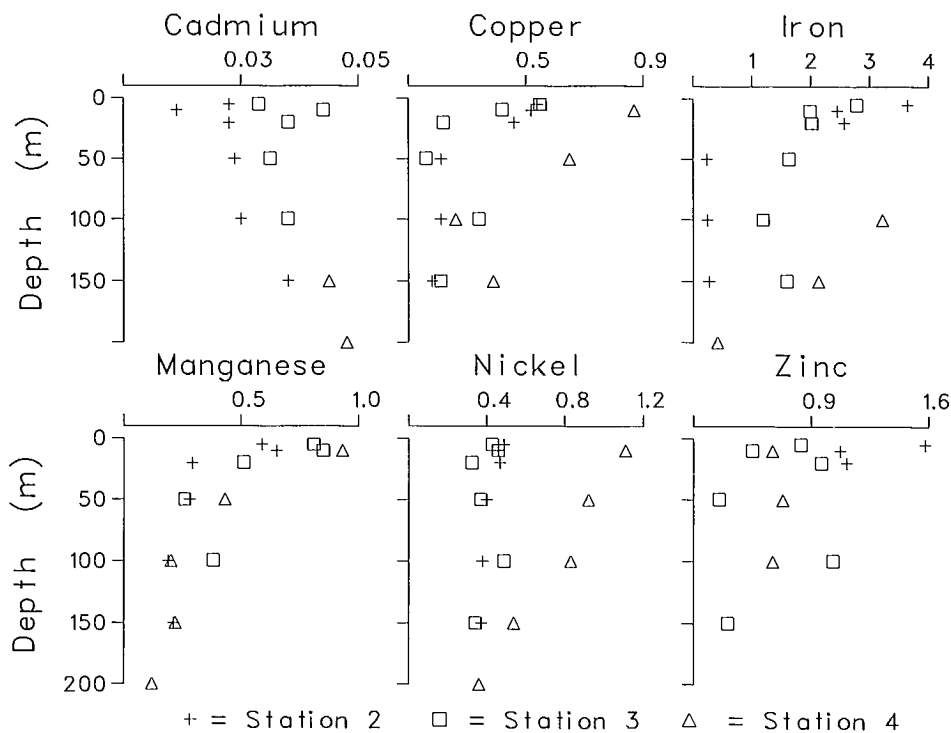 Cadmium Copper Iron
0.03 0.05 0.5 0.9 1 2 3 4
0
50
100
150
Depth (m)
Manganese Nickel Zinc
0.5 1.0 0.4 0.8 1.2 0.9 1.6
0
50
100
150
200
Depth (m)
+ = Station 2 □ = Station 3 △ = Station 4